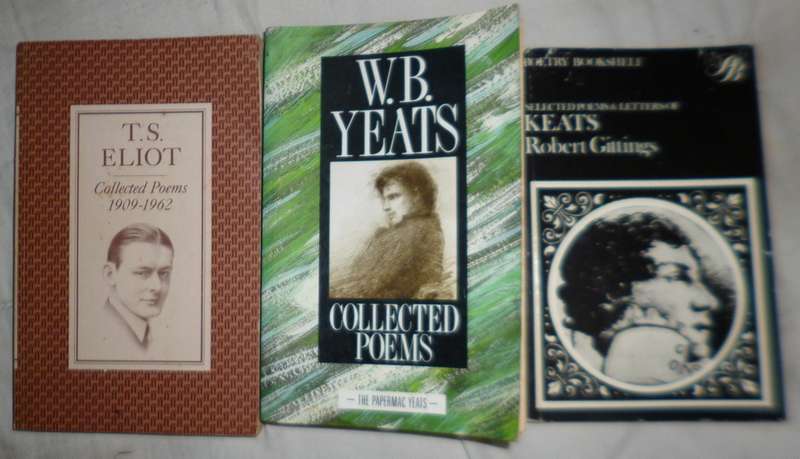 T.S.
ELIOT
Collected Poems
1909-1962
W.B.
YEATS
COLLECTED
POEMS
THE PAPERMAC YEATS
POETRY BOOKSHELF
SELECTED POEMS & LETTERS OF
KEATS
Robert Gittings